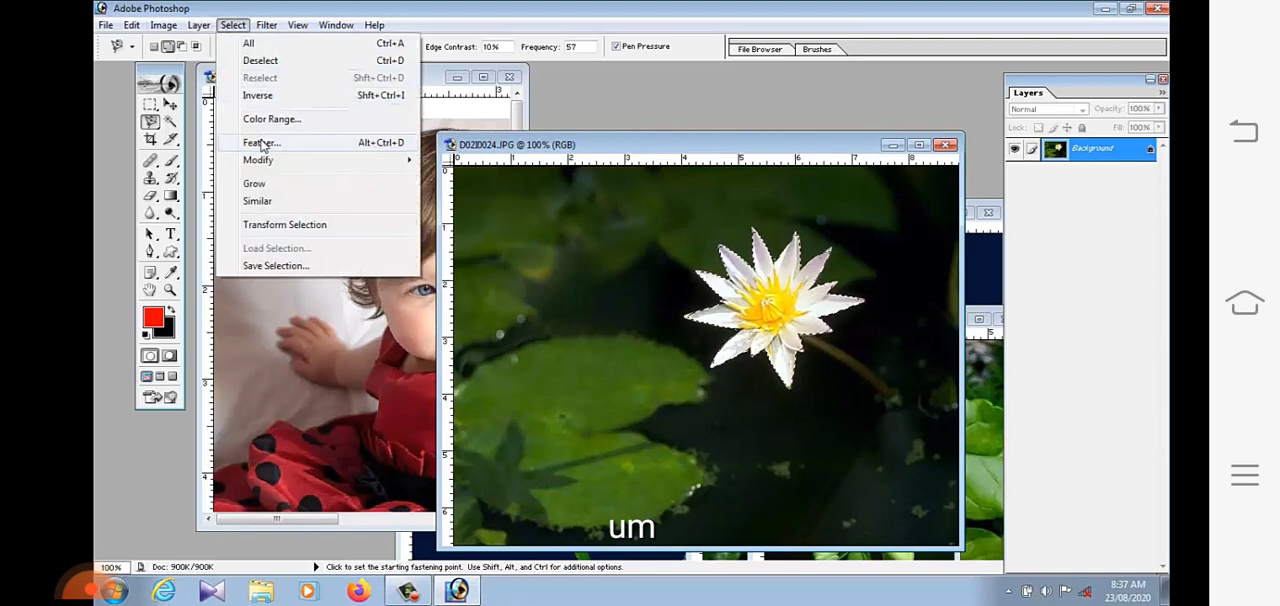 Adobe Photoshop
File Edit Image Layer Select Filter View Window Help
Edge Contrast: 10% Frequency: 57 Pen Pressure File Browser Brushes
All Ctrl+A
Deselect Ctrl+D
Reselect Shft+Ctrl+D
Inverse Shft+Ctrl+I
Color Range...
Feather... Alt+Ctrl+D
Modify
Grow
Similar
Transform Selection
Load Selection...
Save Selection...
D02I0024.JPG @ 100% (RGB)
Layers
Normal Opacity: 100%
Lock: Fill: 100%
Background
um
100% Doc: 900K/900K Click to set the starting fastening point. Use Shift, Alt, and Ctrl for additional options.
8:37 AM
23/08/2020